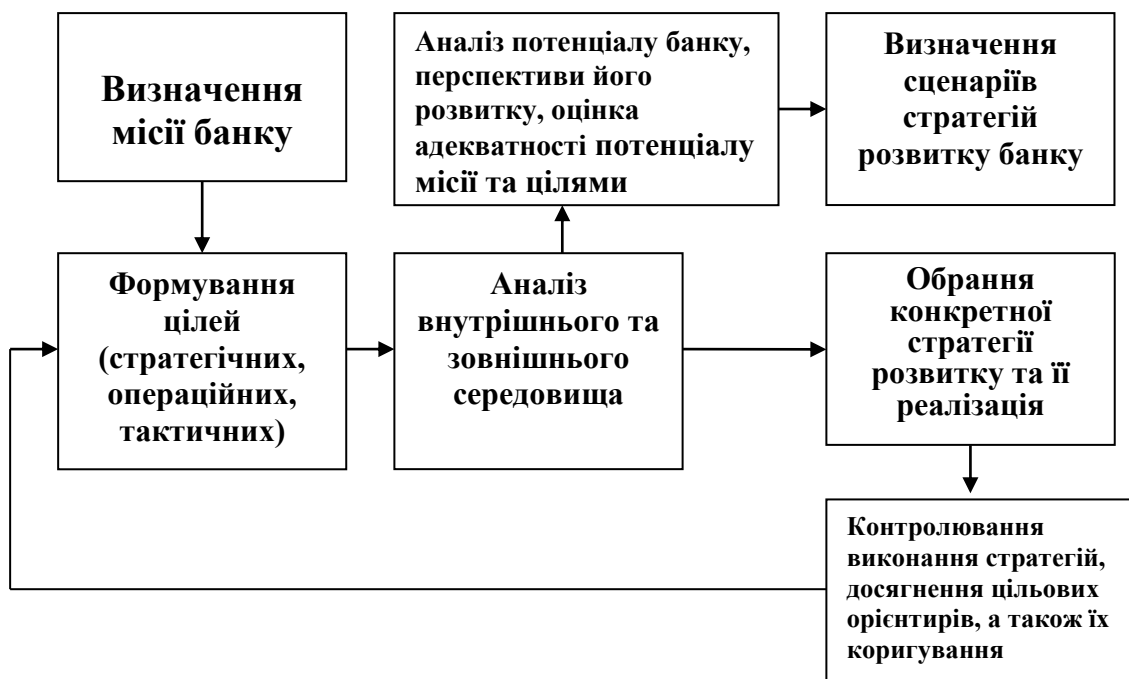 Визначення
місії банку
Аналіз потенціалу банку,
перспективи його
розвитку, оцінка
адекватності потенціалу
місії та цілями
Визначення
сценаріїв
стратегій
розвитку банку
Формування
цілей
(стратегічних,
операційних,
тактичних)
Аналіз
внутрішнього та
зовнішнього
середовища
Обрання
конкретної
стратегії
розвитку та її
реалізація
Контролювання
виконання стратегій,
досягнення цільових
орієнтирів, а також їх
коригування